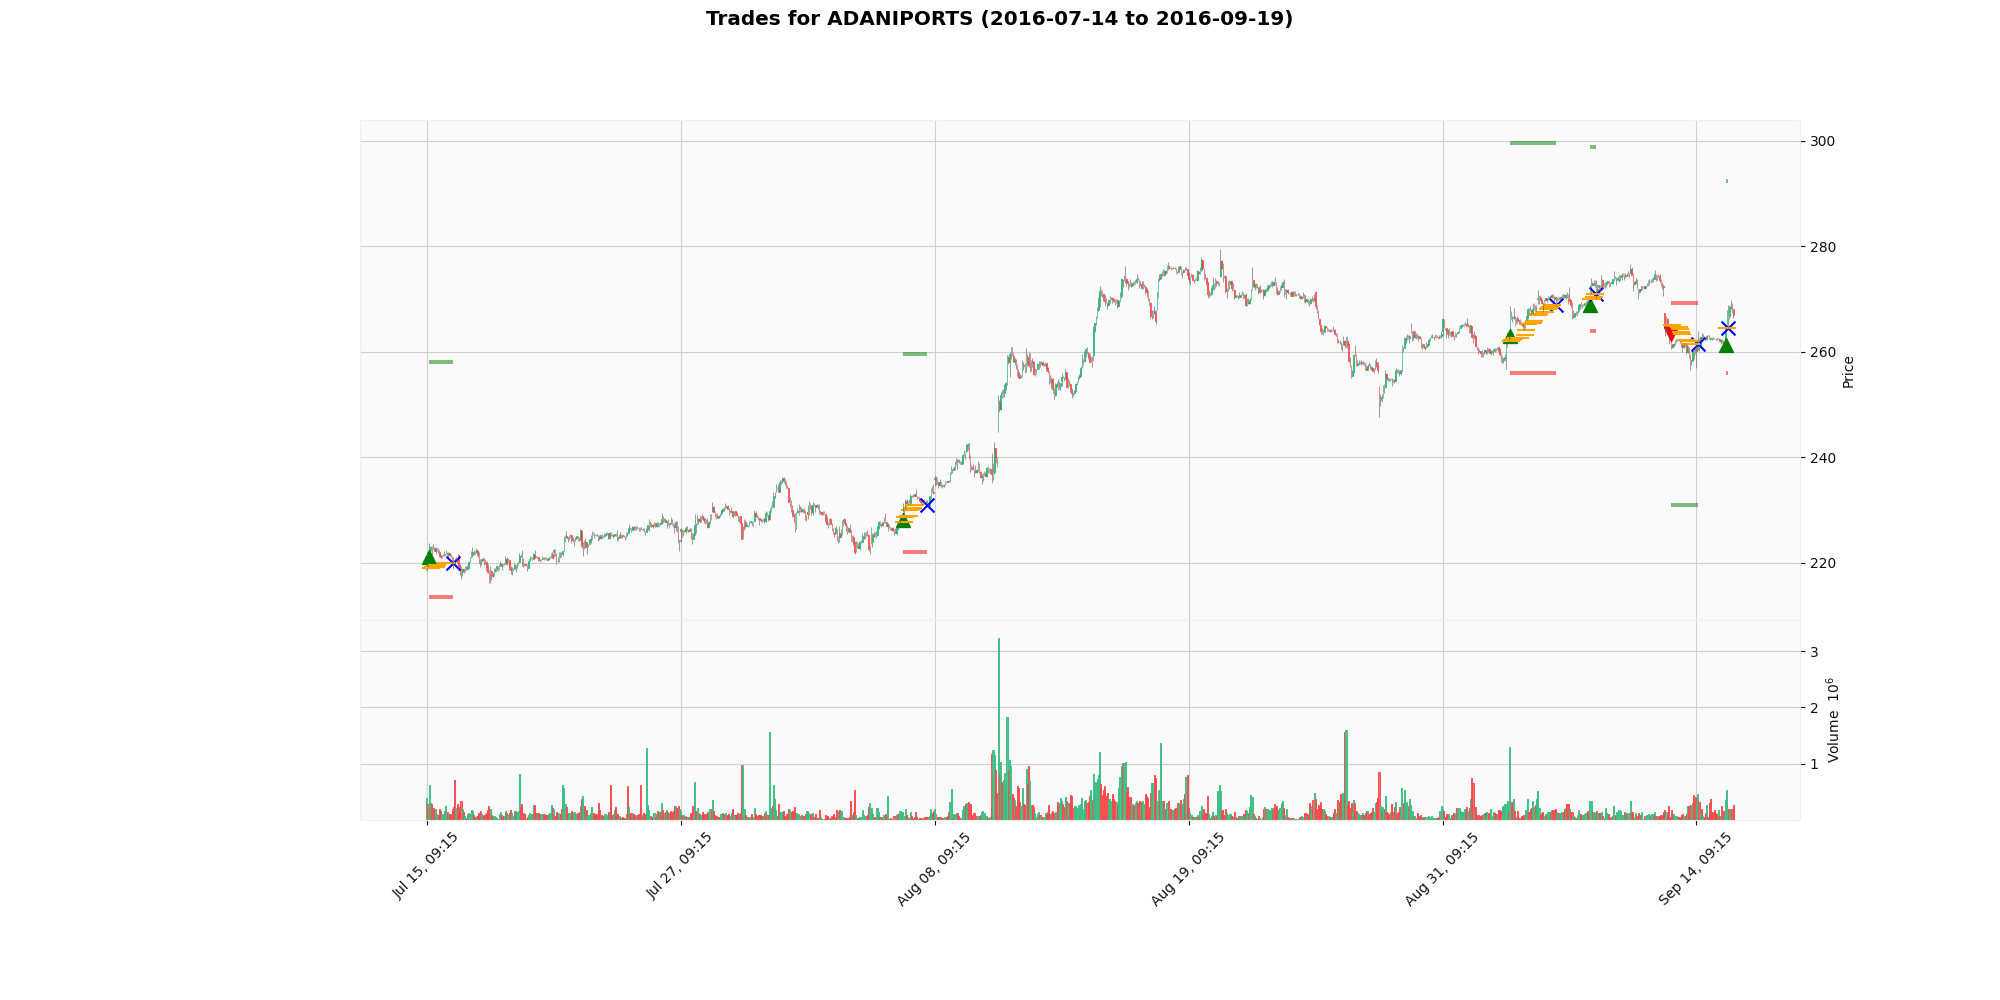 Trades for ADANIPORTS (2016-07-14 to 2016-09-19)
300
280
260
240
220
Price
3
2
1
Volume 10⁶
Jul 15, 09:15
Jul 27, 09:15
Aug 08, 09:15
Aug 19, 09:15
Aug 31, 09:15
Sep 14, 09:15